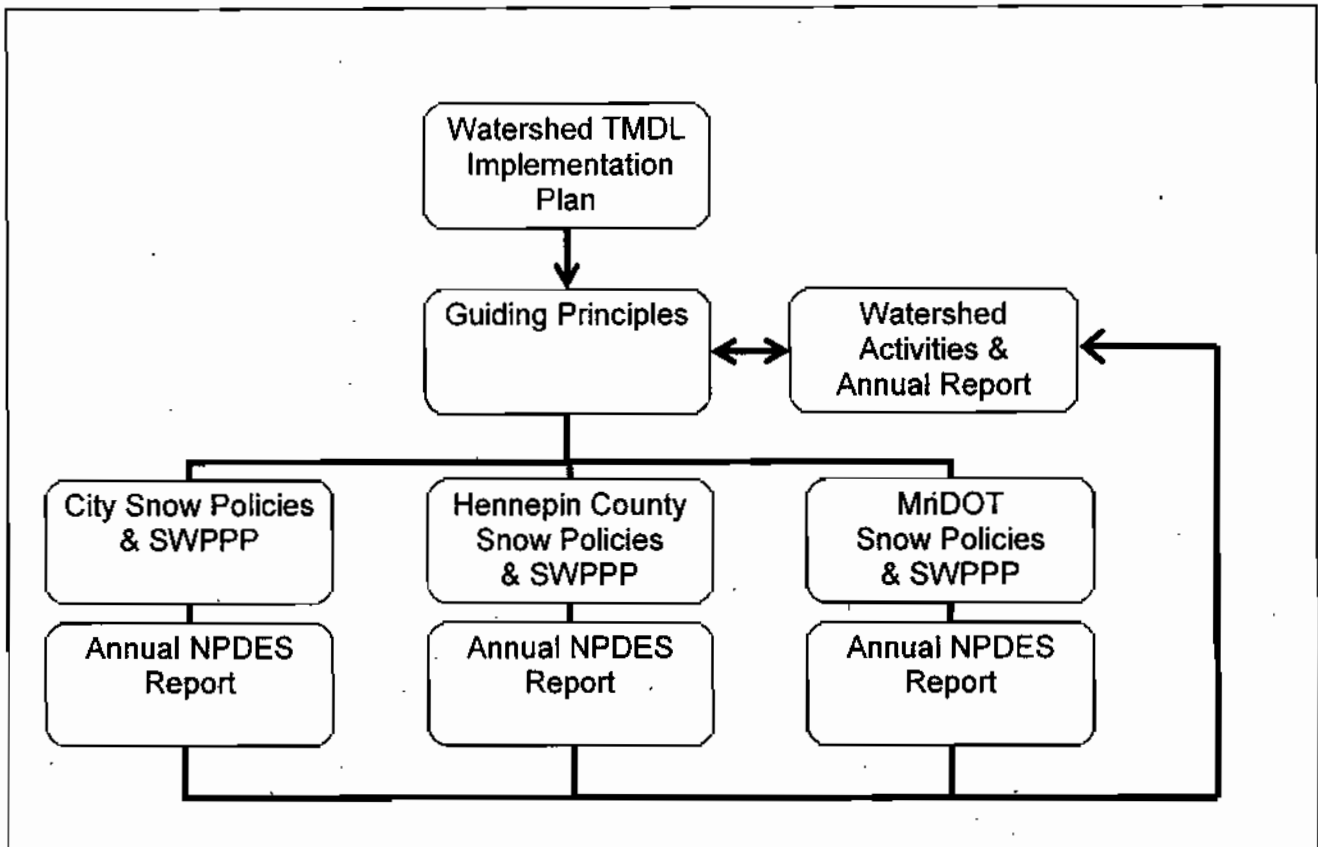 Watershed TMDL
Implementation
Plan
Guiding Principles
Watershed
Activities &
Annual Report
City Snow Policies
& SWPPP
Hennepin County
Snow Policies
& SWPPP
MnDOT
Snow Policies
& SWPPP
Annual NPDES
Report
Annual NPDES
Report
Annual NPDES
Report